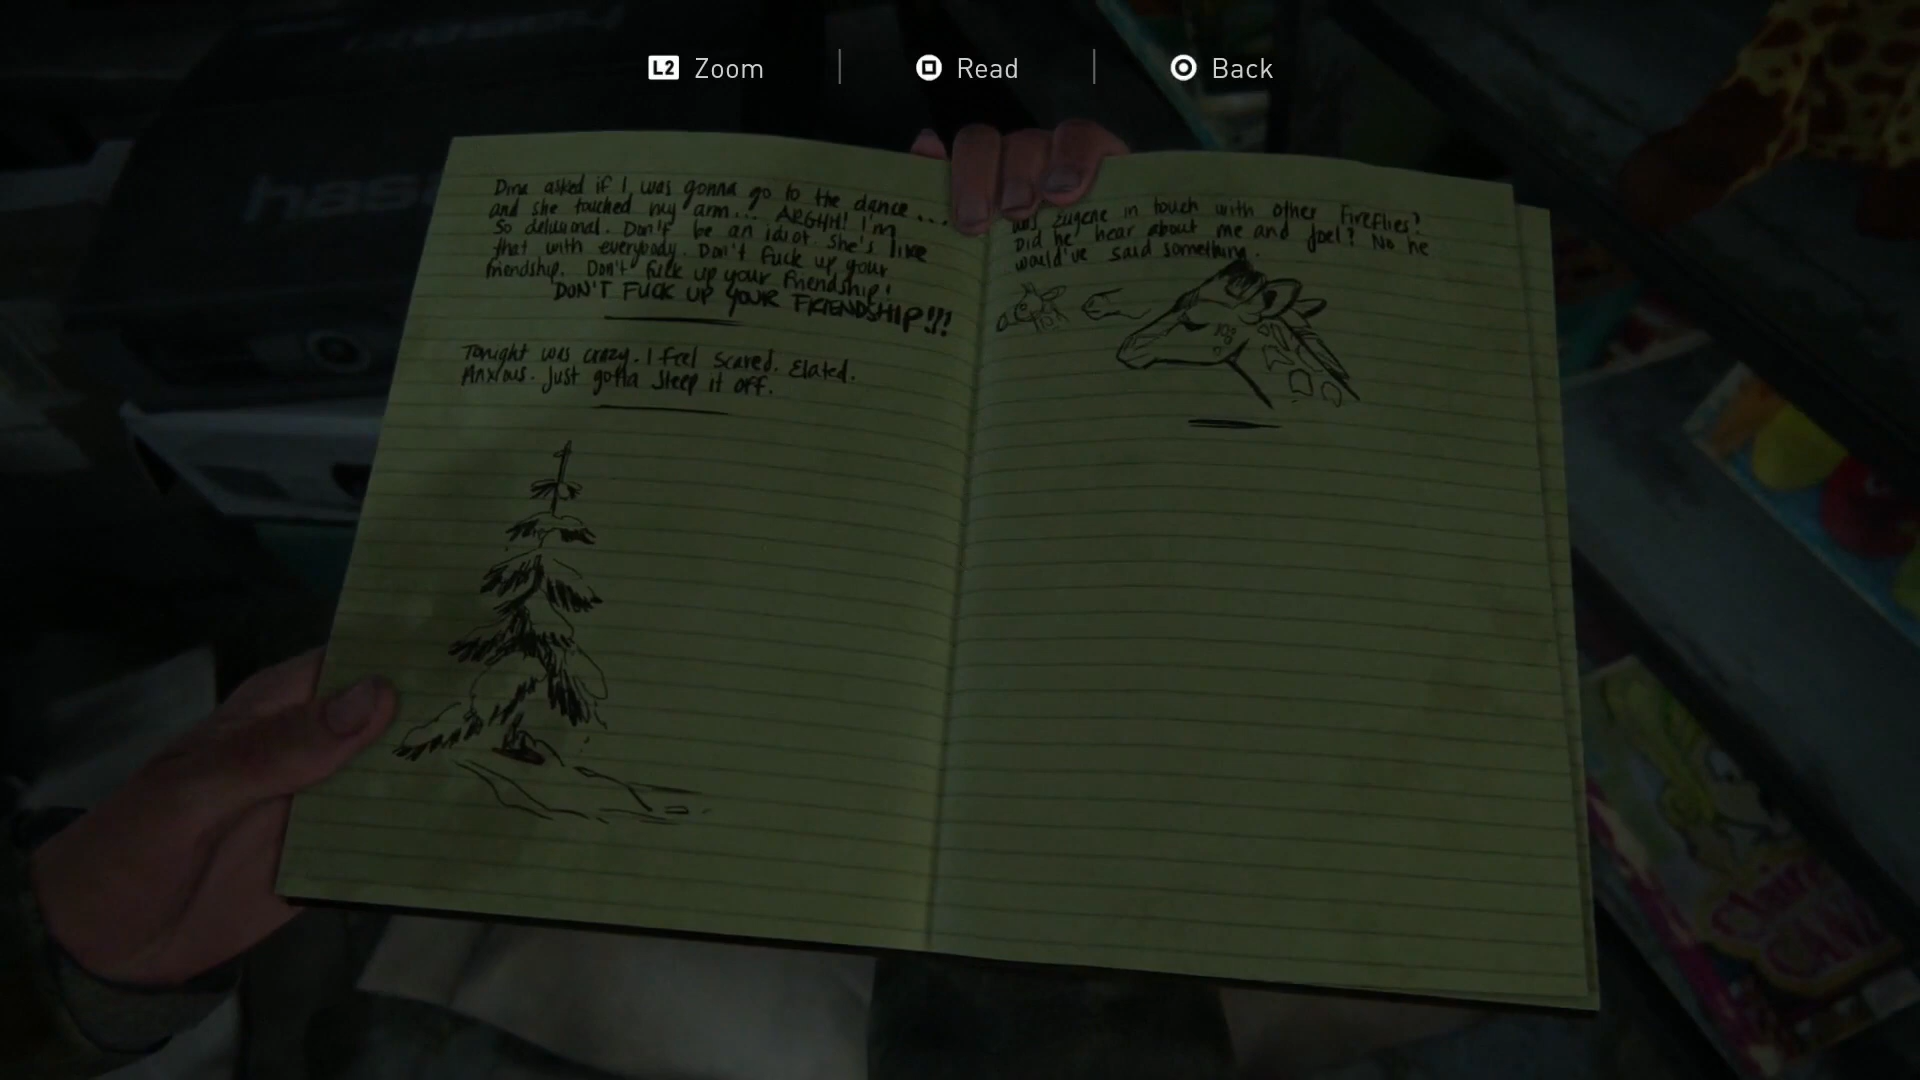 L2 Zoom
Read
Back
Dina asked if I was gonna go to the dance...
and she touched my arm... ARGHH! I'm
so delusional. Don't be an idiot. She's like
that with everybody. Don't fuck up your
friendship. Don't fuck up your friendship!
DON'T FUCK UP YOUR FRIENDSHIP!!!
Tonight was crazy. I feel scared. Elated.
Anxious. Just gotta sleep it off.
Was Eugene in touch with other Fireflies?
Did he hear about me and Joel? No he
would've said something.
has